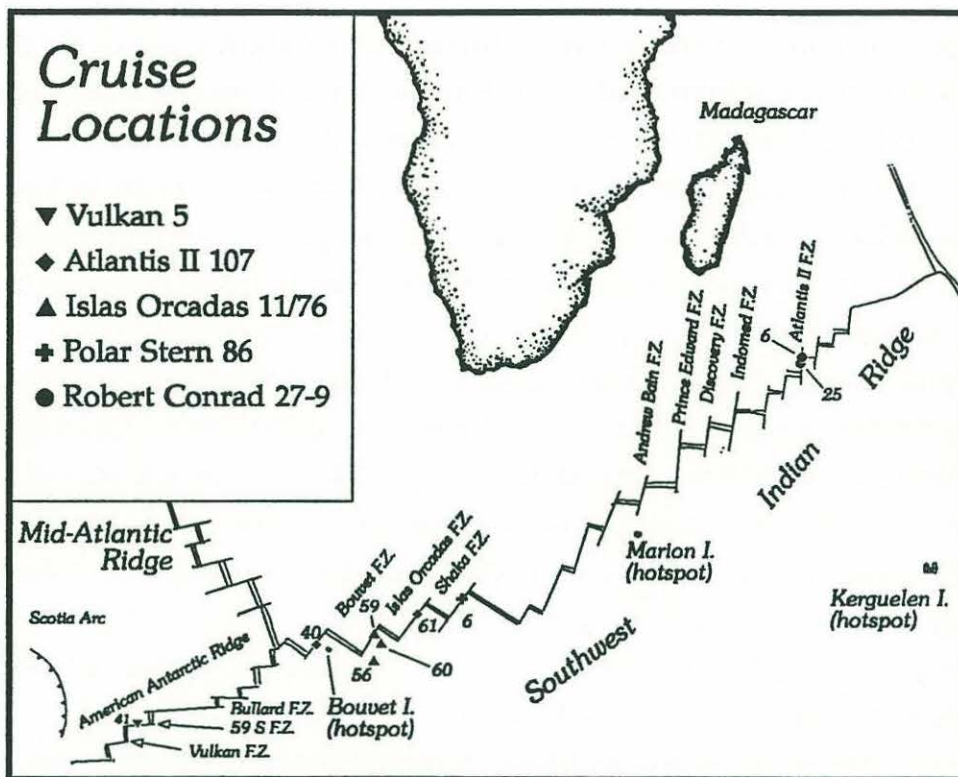 Cruise
Locations
▼ Vulkan 5
◆ Atlantis II 107
▲ Islas Orcadas 11/76
✚ Polar Stern 86
● Robert Conrad 27-9
Madagascar
Atlantis II F.Z.
6
25
Indomed F.Z.
Discovery F.Z.
Prince Edward F.Z.
Andrew Bain F.Z.
Ridge
Indian
Southwest
Marion I.
(hotspot)
Kerguelen I.
(hotspot)
Mid-Atlantic
Ridge
Scotia Arc
American Antarctic Ridge
Bouvet F.Z.
Islas Orcadas F.Z.
Shaka F.Z.
59
40
61
6
56
60
Bouvet I.
(hotspot)
Bullard F.Z.
41
59 S F.Z.
Vulkan F.Z.